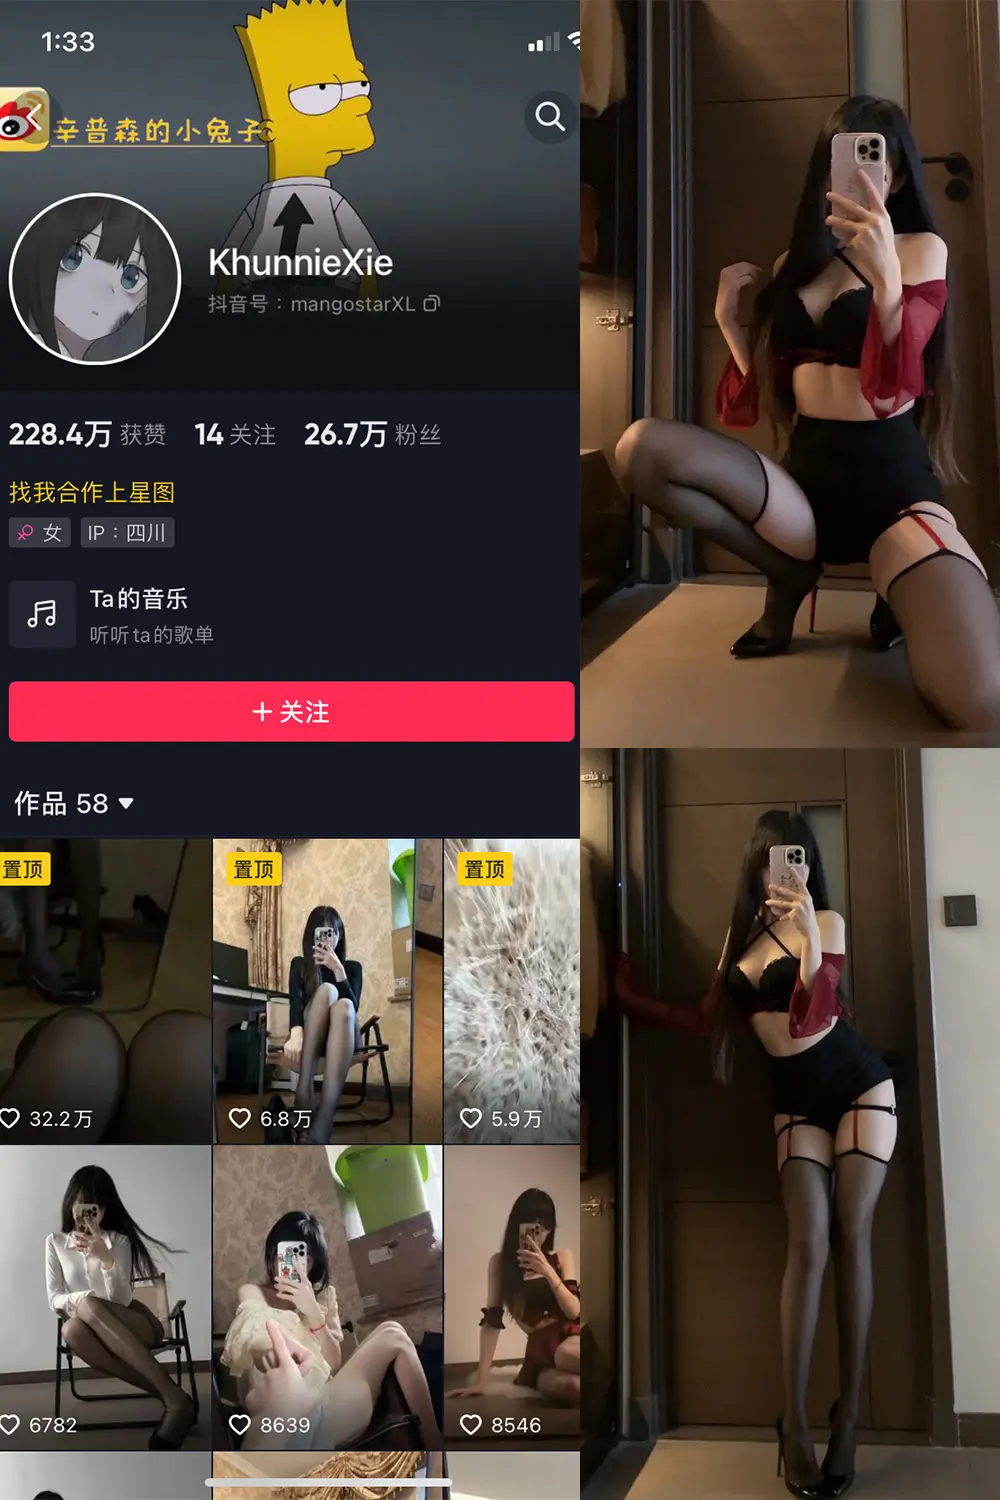 1:33
辛普森的小兔子
KhunnieXie
抖音号：mangostarXL
228.4万 获赞 14 关注 26.7万 粉丝
找我合作上星图
女 IP：四川
Ta的音乐
听听ta的歌单
+ 关注
作品 58
置顶 置顶 置顶
32.2万 6.8万 5.9万
6782 8639 8546